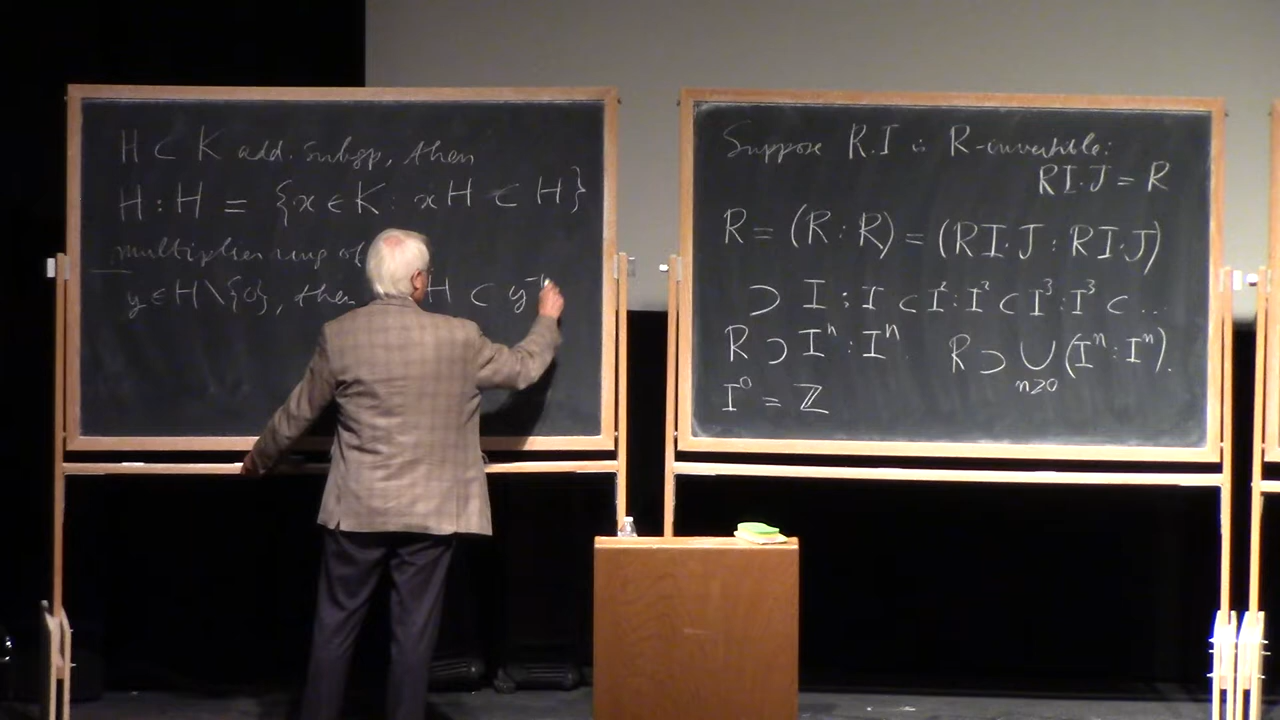 H ⊂ K add. subgp, then
H : H = {x ∈ K : xH ⊂ H}
multiplier ring of
y ∈ H \ {0}, then H ⊂ y⁻¹
Suppose R.I is R-invertible:
RI.J = R
R = (R : R) = (RI.J : RI.J)
⊃ I : I ⊂ I² : I² ⊂ I³ : I³ ⊂ ...
R ⊃ Iⁿ : Iⁿ. R ⊃ ∪ (Iⁿ : Iⁿ).
n≥0
I⁰ = ℤ